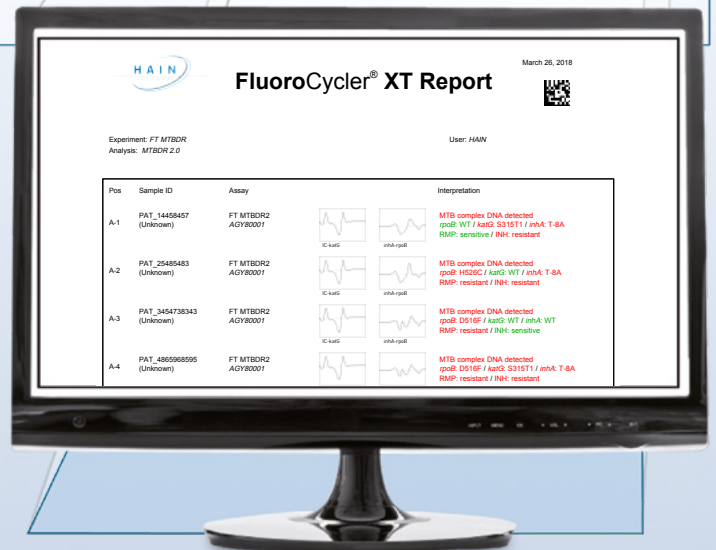 HAIN
FluoroCycler® XT Report
March 26, 2018
Experiment: FT MTBDR
Analysis: MTBDR 2.0
User: HAIN
Pos Sample ID Assay Interpretation
A-1 PAT_14458457 (Unknown) FT MTBDR2 AGY80001
IC-katG inhA-rpoB
MTB complex DNA detected
rpoB: WT / katG: S315T1 / inhA: T-8A
RMP: sensitive / INH: resistant
A-2 PAT_25485483 (Unknown) FT MTBDR2 AGY80001
IC-katG inhA-rpoB
MTB complex DNA detected
rpoB: H526C / katG: WT / inhA: T-8A
RMP: resistant / INH: resistant
A-3 PAT_3454738343 (Unknown) FT MTBDR2 AGY80001
IC-katG inhA-rpoB
MTB complex DNA detected
rpoB: D516F / katG: WT / inhA: WT
RMP: resistant / INH: sensitive
A-4 PAT_4865968595 (Unknown) FT MTBDR2 AGY80001
MTB complex DNA detected
rpoB: D516F / katG: S315T1 / inhA: T-8A
RMP: resistant / INH: resistant
INPUT MENU
VOL